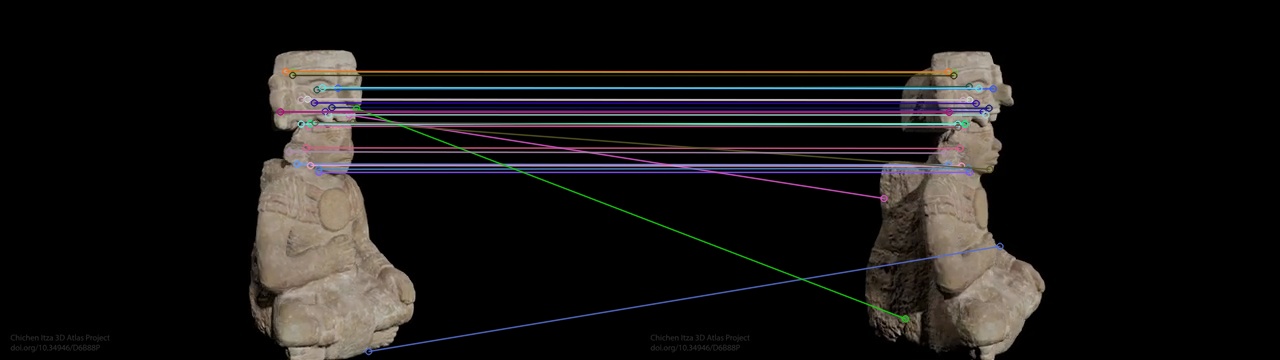 Chichen Itza 3D Atlas Project
doi.org/10.34946/D6B88P
Chichen Itza 3D Atlas Project
doi.org/10.34946/D6B88P